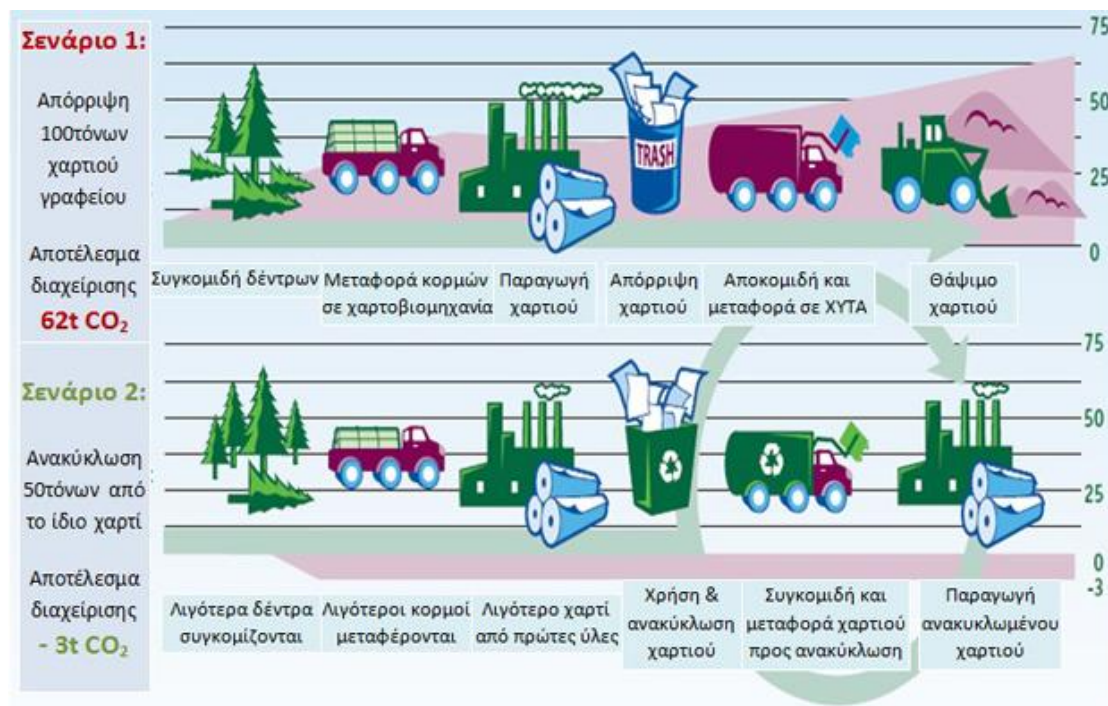 Σενάριο 1:
Απόρριψη
100τόνων
χαρτιού
γραφείου
Αποτέλεσμα
διαχείρισης
62t CO₂
75
50
25
0
TRASH
Συγκομιδή δέντρων
Μεταφορά κορμών
σε χαρτοβιομηχανία
Παραγωγή
χαρτιού
Απόρριψη
χαρτιού
Αποκομιδή και
μεταφορά σε ΧΥΤΑ
Θάψιμο
χαρτιού
Σενάριο 2:
Ανακύκλωση
50τόνων από
το ίδιο χαρτί
Αποτέλεσμα
διαχείρισης
- 3t CO₂
75
50
25
0
-3
Λιγότερα δέντρα
συγκομίζονται
Λιγότεροι κορμοί
μεταφέρονται
Λιγότερο χαρτί
από πρώτες ύλες
Χρήση &
ανακύκλωση
χαρτιού
Συγκομιδή και
μεταφορά χαρτιού
προς ανακύκλωση
Παραγωγή
ανακυκλωμένου
χαρτιού